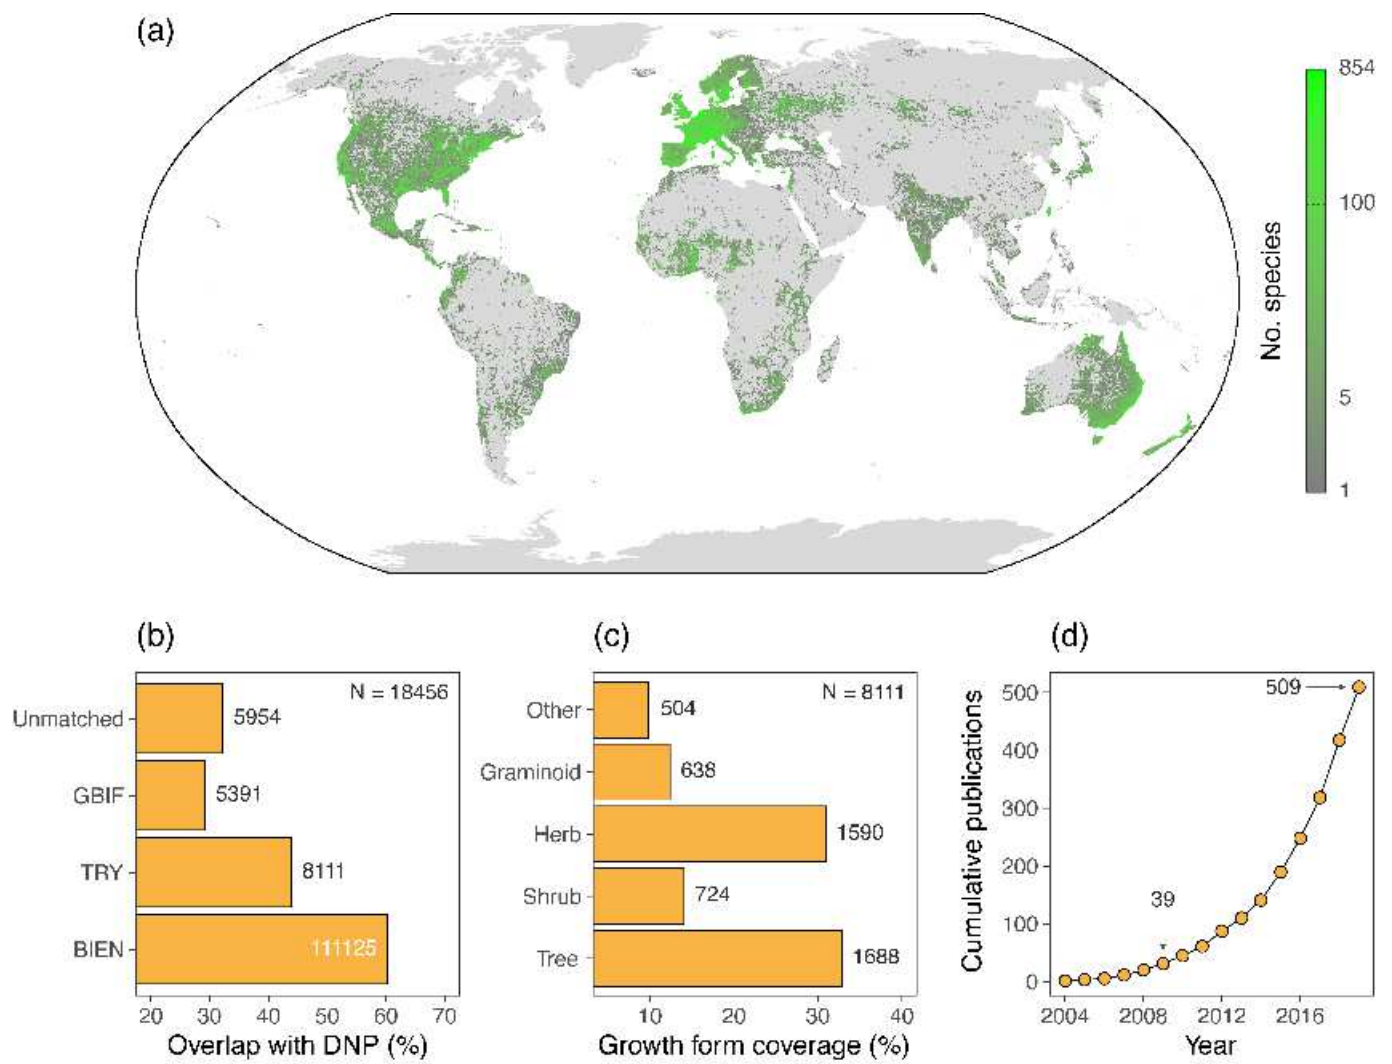 (a)
854
100
5
1
No. species
(b)
N = 18456
Unmatched
5954
GBIF
5391
TRY
8111
BIEN
111125
20 30 40 50 60 70
Overlap with DNP (%)
(c)
N = 8111
Other
504
Graminoid
638
Herb
1590
Shrub
724
Tree
1688
10 20 30 40
Growth form coverage (%)
(d)
500
400
300
200
100
0
Cumulative publications
509
39
2004 2008 2012 2016
Year